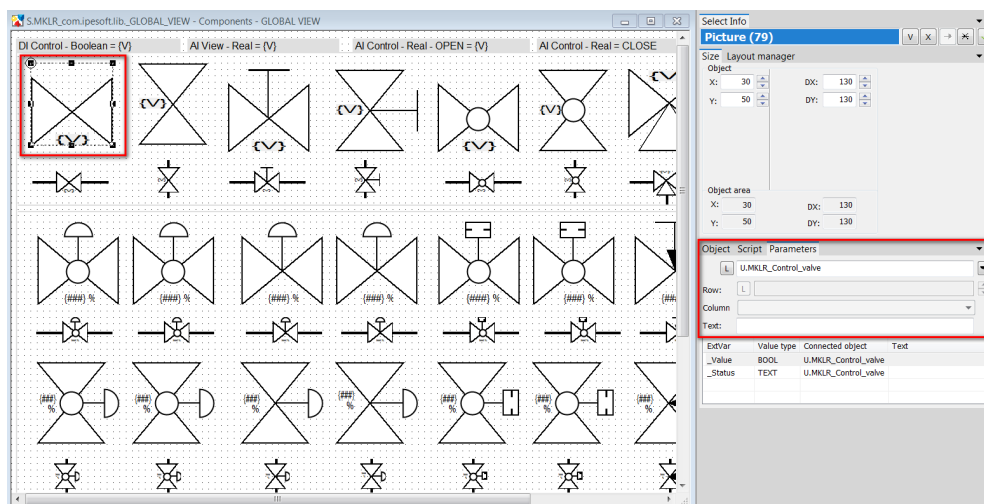 S.MKLR_com.ipesoft.lib._GLOBAL_VIEW - Components - GLOBAL VIEW
DI Control - Boolean = {V}
AI View - Real = {V}
AI Control - Real - OPEN = {V}
AI Control - Real = CLOSE
{V}
{V}
{V}
{V}
{V}
{V}
{V}
{###} %
{###} %
{###} %
{###} %
{###} %
{###} %
{###} %
{###} %
{###} %
{###} %
{###} %
{###} %
Select Info
Picture (79)
V X
Size Layout manager
Object
X: 30 DX: 130
Y: 50 DY: 130
Object area
X: 30 DX: 130
Y: 50 DY: 130
Object Script Parameters
L U.MKLR_Control_valve
Row: L
Column
Text:
ExtVar Value type Connected object Text
_Value BOOL U.MKLR_Control_valve
_Status TEXT U.MKLR_Control_valve